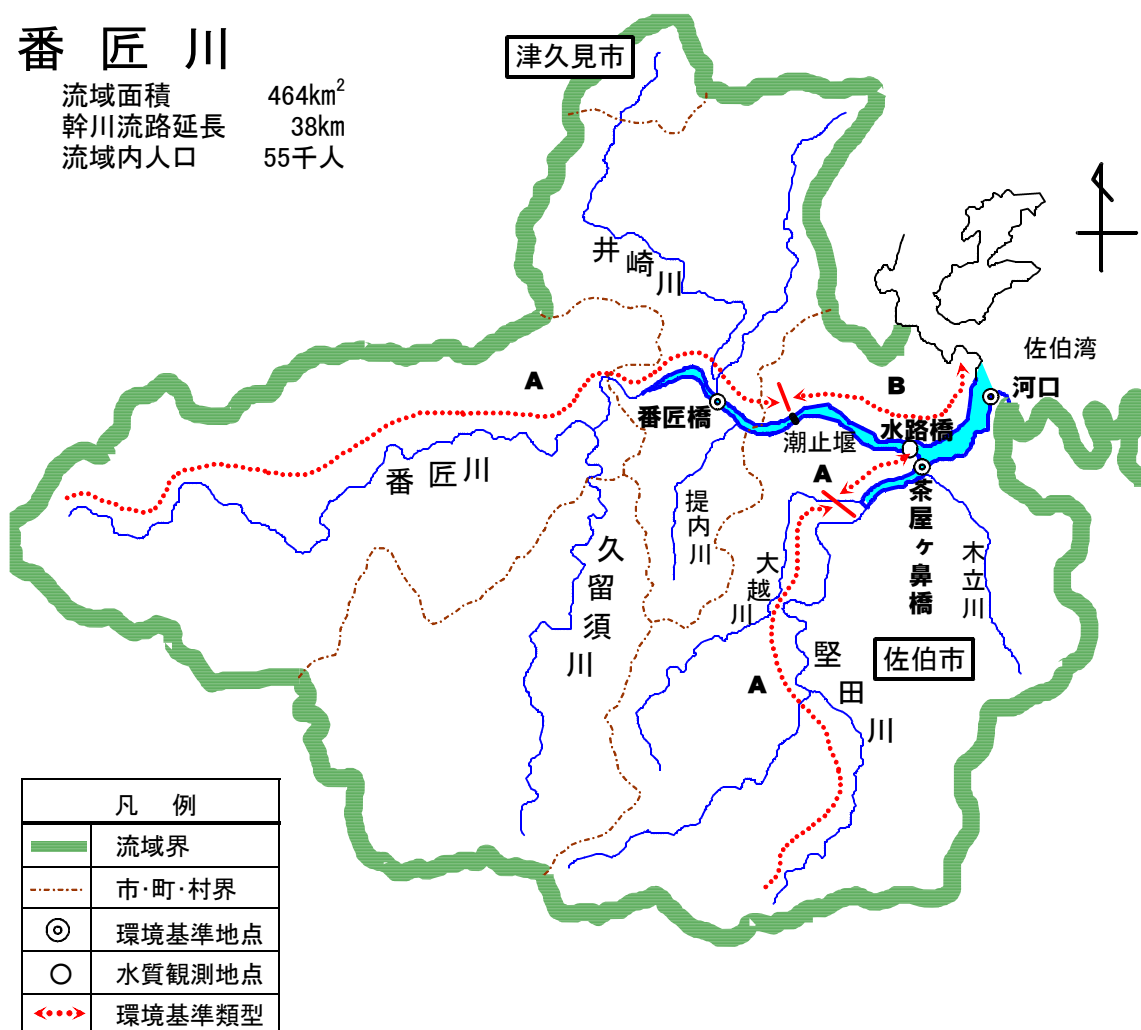 番匠川
流域面積 464km²
幹川流路延長 38km
流域内人口 55千人
津久見市
井崎川
佐伯湾
A
B
河口
番匠橋
潮止堰
水路橋
番匠川
A
茶屋ヶ鼻橋
提内川
久留須川
大越川
木立川
堅田川
佐伯市
A
凡例
流域界
市・町・村界
環境基準地点
水質観測地点
環境基準類型